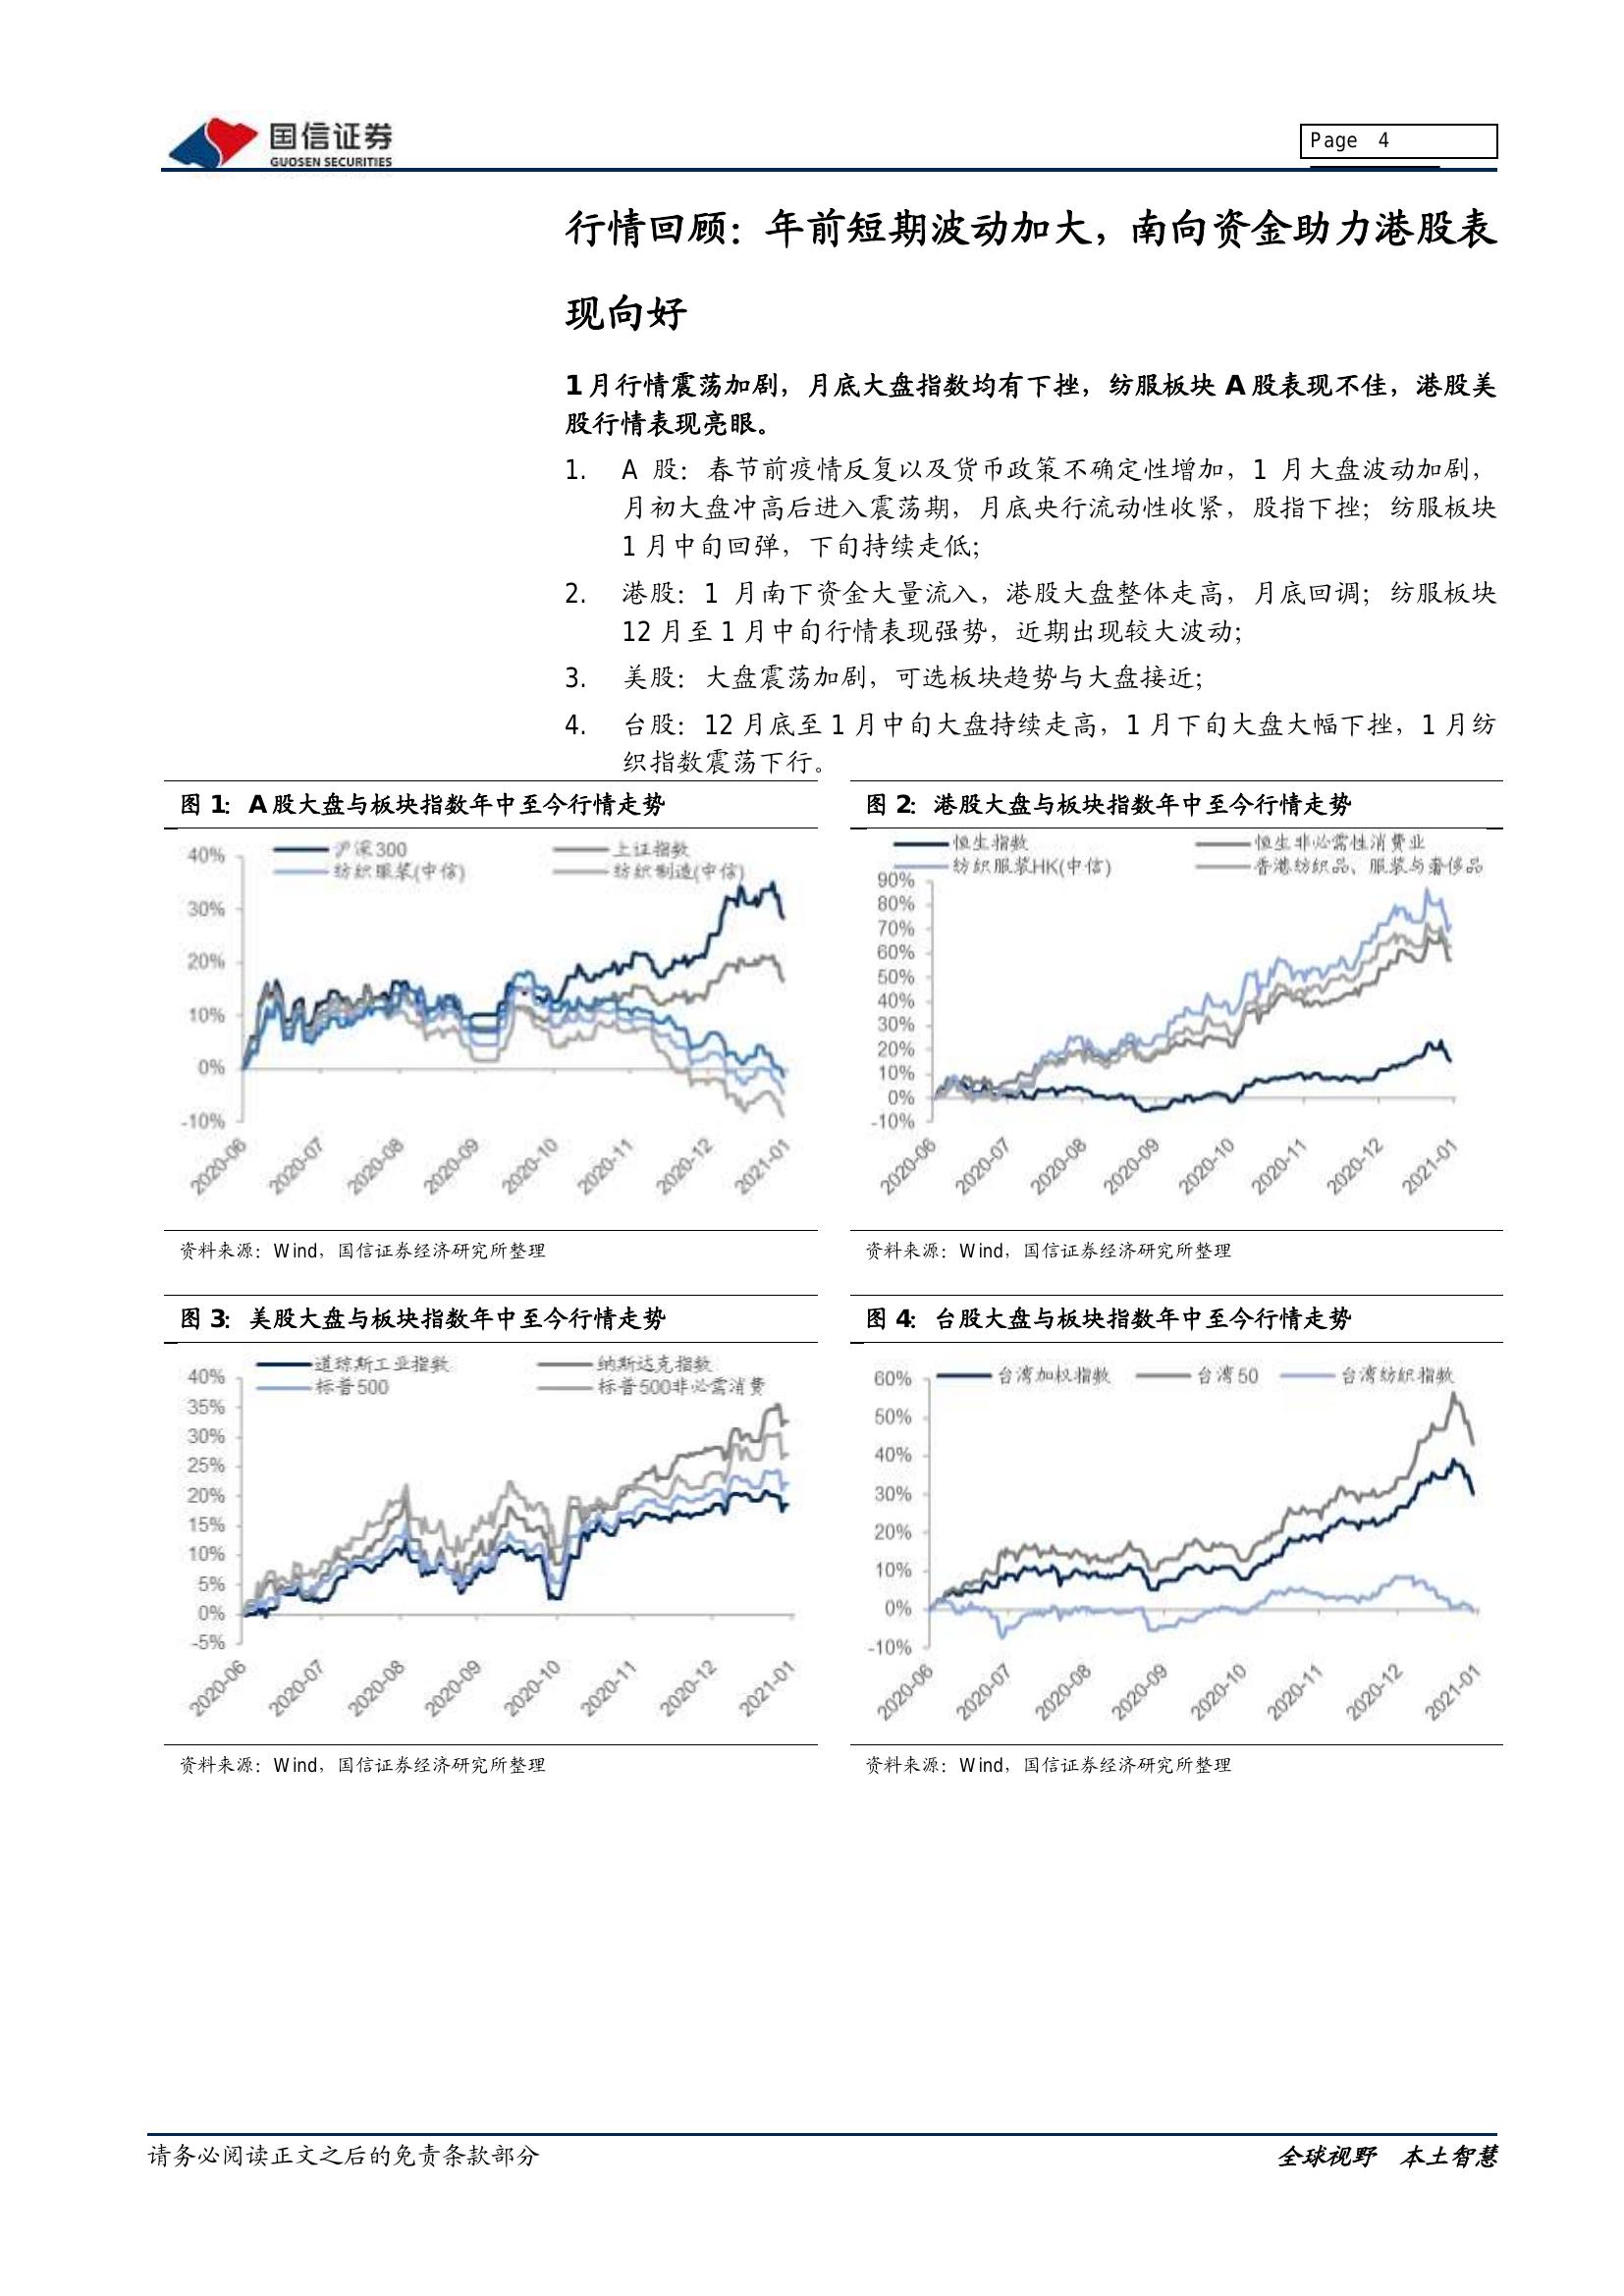 国信证券
GUOSEN SECURITIES
Page 4
行情回顾：年前短期波动加大，南向资金助力港股表
现向好
1月行情震荡加剧，月底大盘指数均有下挫，纺服板块 A 股表现不佳，港股美
股行情表现亮眼。
1. A 股：春节前疫情反复以及货币政策不确定性增加，1 月大盘波动加剧，
月初大盘冲高后进入震荡期，月底央行流动性收紧，股指下挫；纺服板块
1 月中旬回弹，下旬持续走低；
2. 港股：1 月南下资金大量流入，港股大盘整体走高，月底回调；纺服板块
12 月至 1 月中旬行情表现强势，近期出现较大波动；
3. 美股：大盘震荡加剧，可选板块趋势与大盘接近；
4. 台股：12 月底至 1 月中旬大盘持续走高，1 月下旬大盘大幅下挫，1 月纺
织指数震荡下行。
图 1：A 股大盘与板块指数年中至今行情走势
沪深300 上证指数
纺织服装(中信) 纺织制造(中信)
40%
30%
20%
10%
0%
-10%
2020-06 2020-07 2020-08 2020-09 2020-10 2020-11 2020-12 2021-01
资料来源：Wind，国信证券经济研究所整理
图 2：港股大盘与板块指数年中至今行情走势
恒生指数 恒生非必需性消费业
纺织服装HK(中信) 香港纺织品、服装与奢侈品
90%
80%
70%
60%
50%
40%
30%
20%
10%
0%
-10%
2020-06 2020-07 2020-08 2020-09 2020-10 2020-11 2020-12 2021-01
资料来源：Wind，国信证券经济研究所整理
图 3：美股大盘与板块指数年中至今行情走势
道琼斯工业指数 纳斯达克指数
标普500 标普500非必需消费
40%
35%
30%
25%
20%
15%
10%
5%
0%
-5%
2020-06 2020-07 2020-08 2020-09 2020-10 2020-11 2020-12 2021-01
资料来源：Wind，国信证券经济研究所整理
图 4：台股大盘与板块指数年中至今行情走势
台湾加权指数 台湾50 台湾纺织指数
60%
50%
40%
30%
20%
10%
0%
-10%
2020-06 2020-07 2020-08 2020-09 2020-10 2020-11 2020-12 2021-01
资料来源：Wind，国信证券经济研究所整理
请务必阅读正文之后的免责条款部分
全球视野 本土智慧